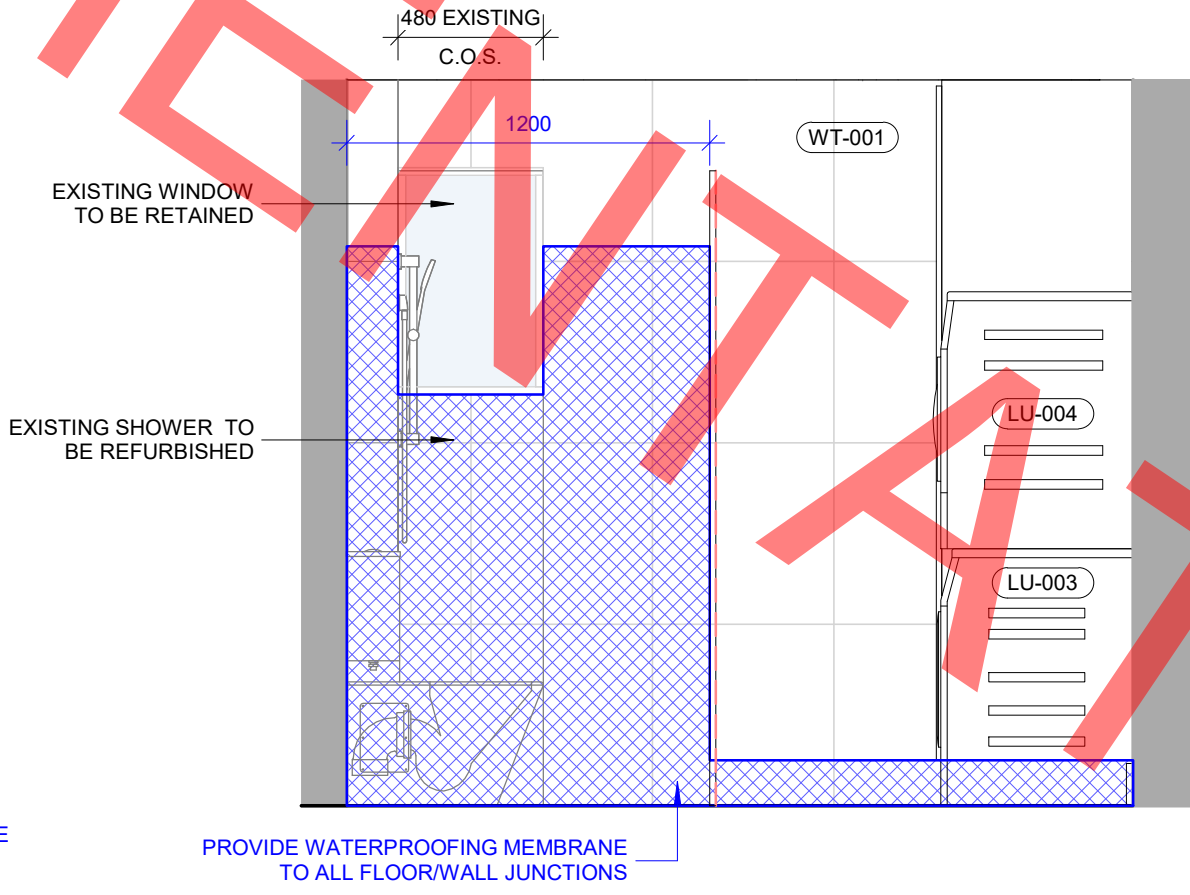 480 EXISTING
C.O.S.
1200
WT-001
EXISTING WINDOW
TO BE RETAINED
LU-004
EXISTING SHOWER TO
BE REFURBISHED
LU-003
PROVIDE WATERPROOFING MEMBRANE
TO ALL FLOOR/WALL JUNCTIONS